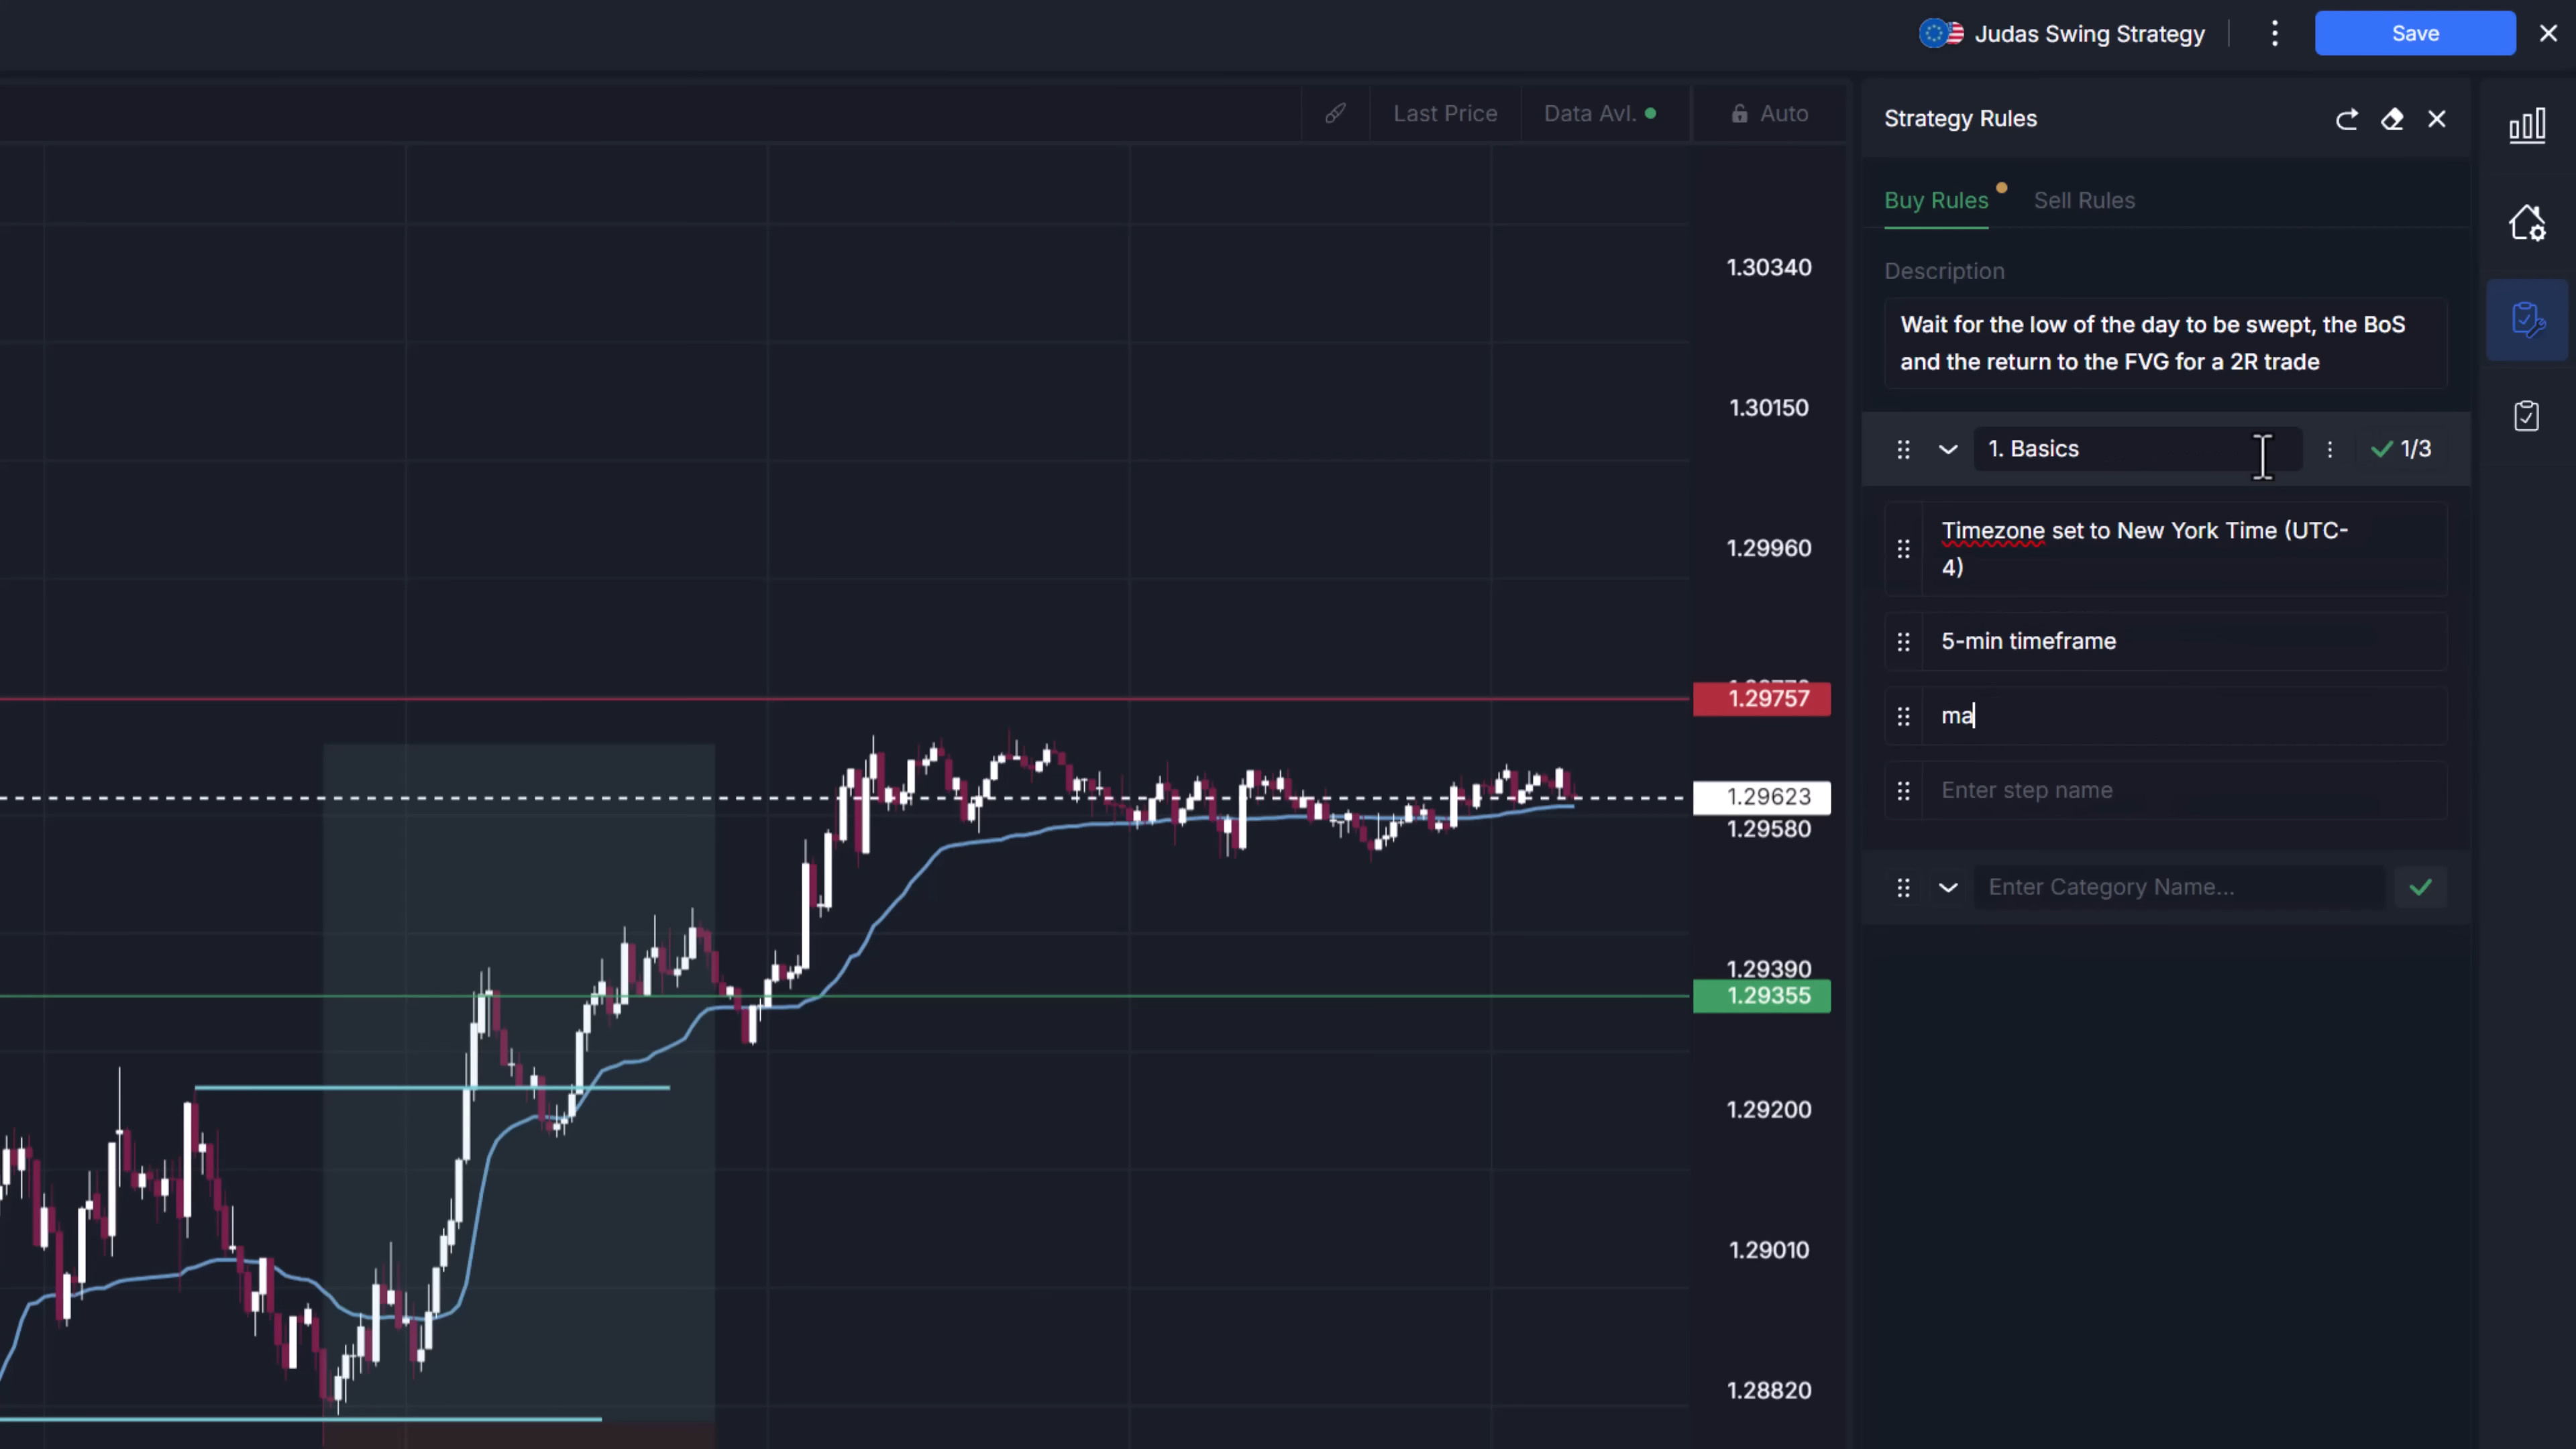 Judas Swing Strategy
Save
Last Price
Data Avl.
Auto
Strategy Rules
Buy Rules
Sell Rules
Description
Wait for the low of the day to be swept, the BoS
and the return to the FVG for a 2R trade
1. Basics
1/3
Timezone set to New York Time (UTC-
4)
5-min timeframe
ma
Enter step name
Enter Category Name...
1.30340
1.30150
1.29960
1.29757
1.29623
1.29580
1.29390
1.29355
1.29200
1.29010
1.28820